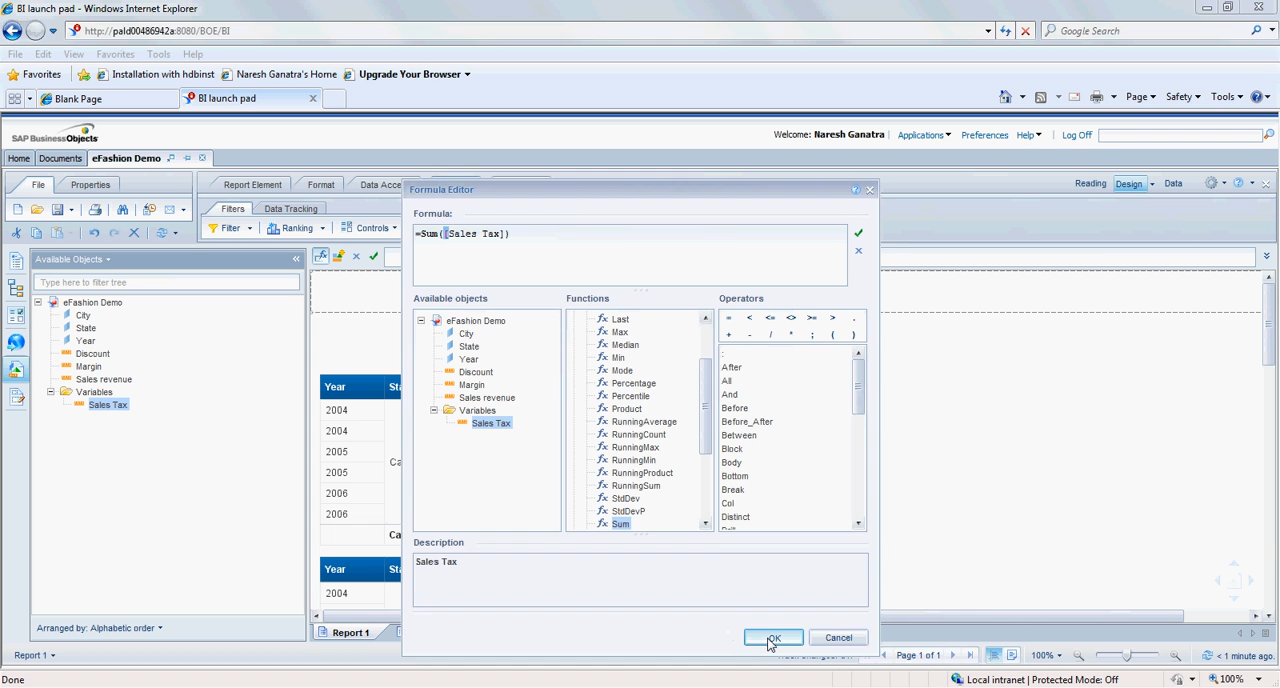 BI launch pad - Windows Internet Explorer
http://pald00486942a:8080/BOE/BI
Google Search
File Edit View Favorites Tools Help
Favorites Installation with hdbinst Naresh Ganatra's Home Upgrade Your Browser
Blank Page BI launch pad Page Safety Tools
SAP BusinessObjects Welcome: Naresh Ganatra Applications Preferences Help Log Off
Home Documents eFashion Demo
File Properties Report Element Format Data Acce Reading Design Data
Formula Editor
Filters Data Tracking
Filter Ranking Controls
Formula:
=Sum([Sales Tax])
Available Objects
Type here to filter tree
eFashion Demo
City
State
Year
Discount
Margin
Sales revenue
Variables
Sales Tax
Arranged by: Alphabetic order
Year Sta
2004
2004
2005
2005
2006
2006
Ca
Ca
Year Sta
2004
Available objects
eFashion Demo
City
State
Year
Discount
Margin
Sales revenue
Variables
Sales Tax
Functions
Last
Max
Median
Min
Mode
Percentage
Percentile
Product
RunningAverage
RunningCount
RunningMax
RunningMin
RunningProduct
RunningSum
StdDev
StdDevP
Sum
Operators
= < <= <> >= > .
+ - / * ; ( )
:
After
All
And
Before
Before_After
Between
Block
Body
Bottom
Break
Col
Distinct
Description
Sales Tax
OK Cancel
Report 1
Report 1 Page 1 of 1 100% < 1 minute ago
Done Local intranet | Protected Mode: Off 100%